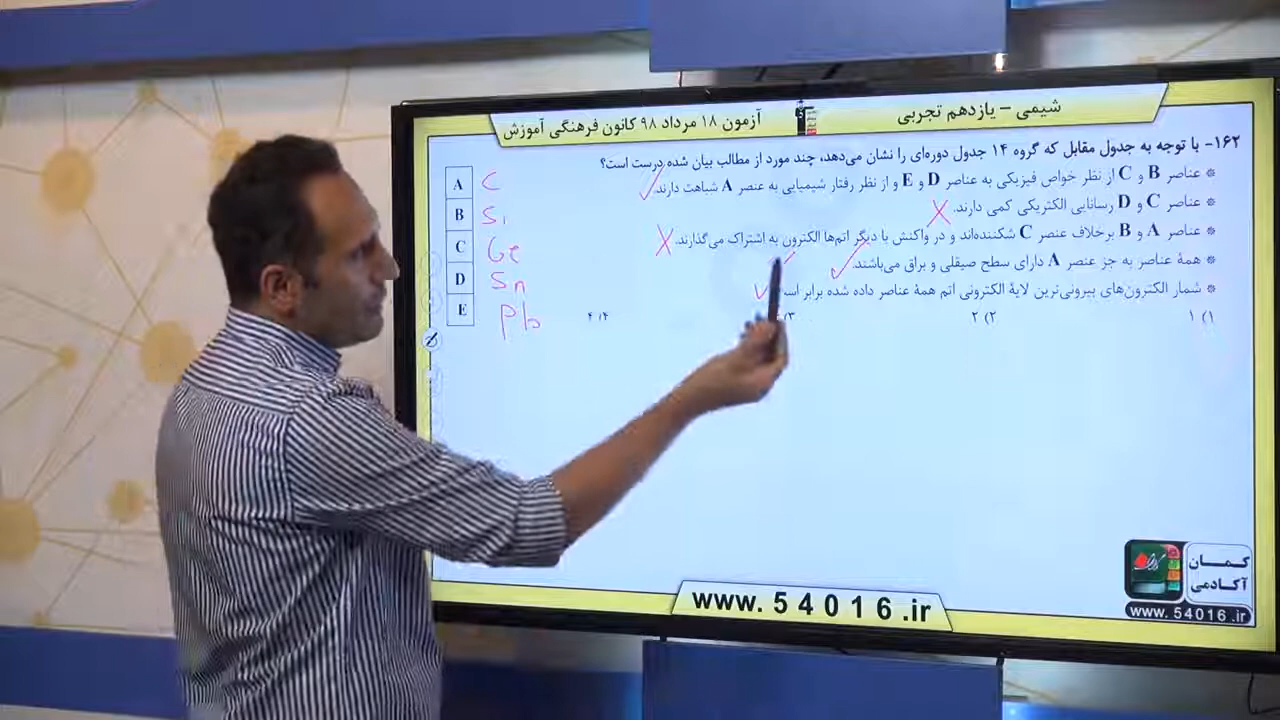 شیمی – یازدهم تجربی
آزمون ۱۸ مرداد ۹۸ کانون فرهنگی آموزش
۱۶۲- با توجه به جدول مقابل که گروه ۱۴ جدول دوره‌ای را نشان می‌دهد، چند مورد از مطالب بیان شده درست است؟
* عناصر B و C از نظر خواص فیزیکی به عناصر D و E و از نظر رفتار شیمیایی به عنصر A شباهت دارند.
* عناصر C و D رسانایی الکتریکی کمی دارند.
* عناصر A و B برخلاف عنصر C شکننده‌اند و در واکنش با دیگر اتم‌ها الکترون به اشتراک می‌گذارند.
* همهٔ عناصر به جز عنصر A دارای سطح صیقلی و براق می‌باشند.
* شمار الکترون‌های بیرونی‌ترین لایهٔ الکترونی اتم همهٔ عناصر داده شده برابر است
۱) ۱
۲) ۲
۳)
۴) ۴
A C
B Si
C Ge
D Sn
E Pb
کمان
آکادمی
www. 54016 .ir
www. 54016 .ir